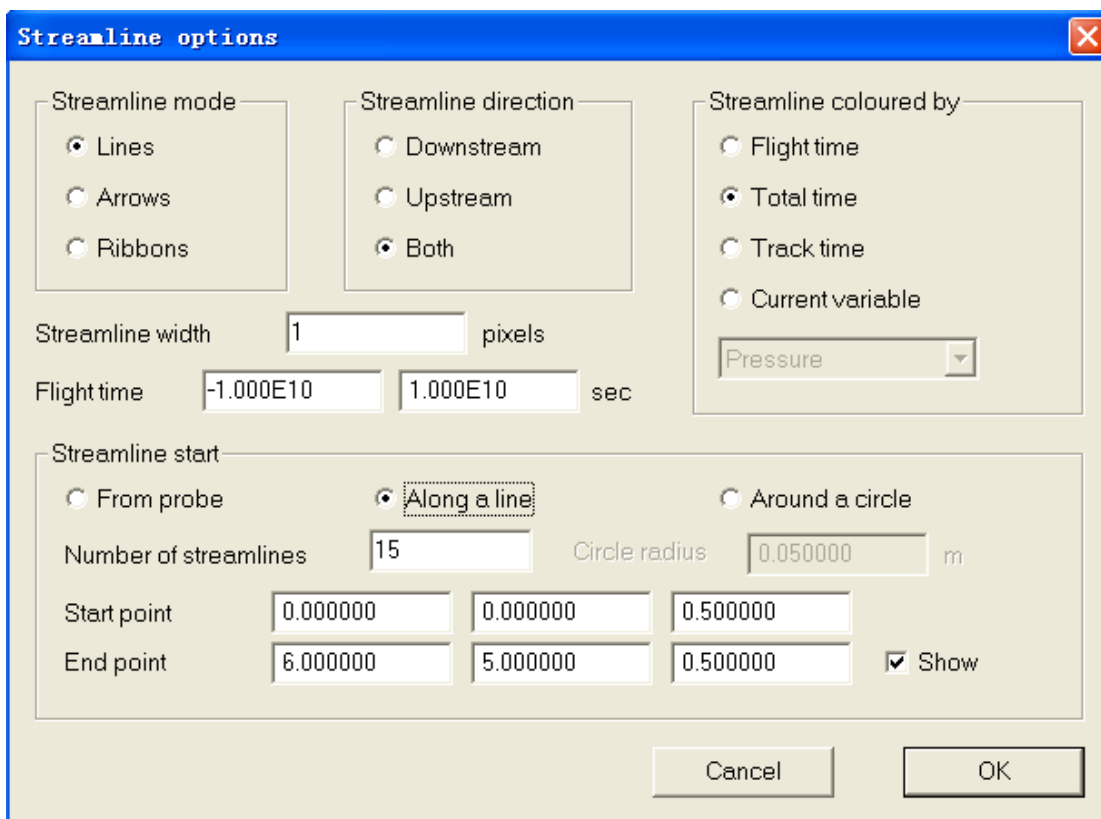 Streamline options
Streamline mode
Lines
Arrows
Ribbons
Streamline direction
Downstream
Upstream
Both
Streamline coloured by
Flight time
Total time
Track time
Current variable
Pressure
Streamline width 1 pixels
Flight time -1.000E10 1.000E10 sec
Streamline start
From probe Along a line Around a circle
Number of streamlines 15 Circle radius 0.050000 m
Start point 0.000000 0.000000 0.500000
End point 6.000000 5.000000 0.500000 Show
Cancel OK